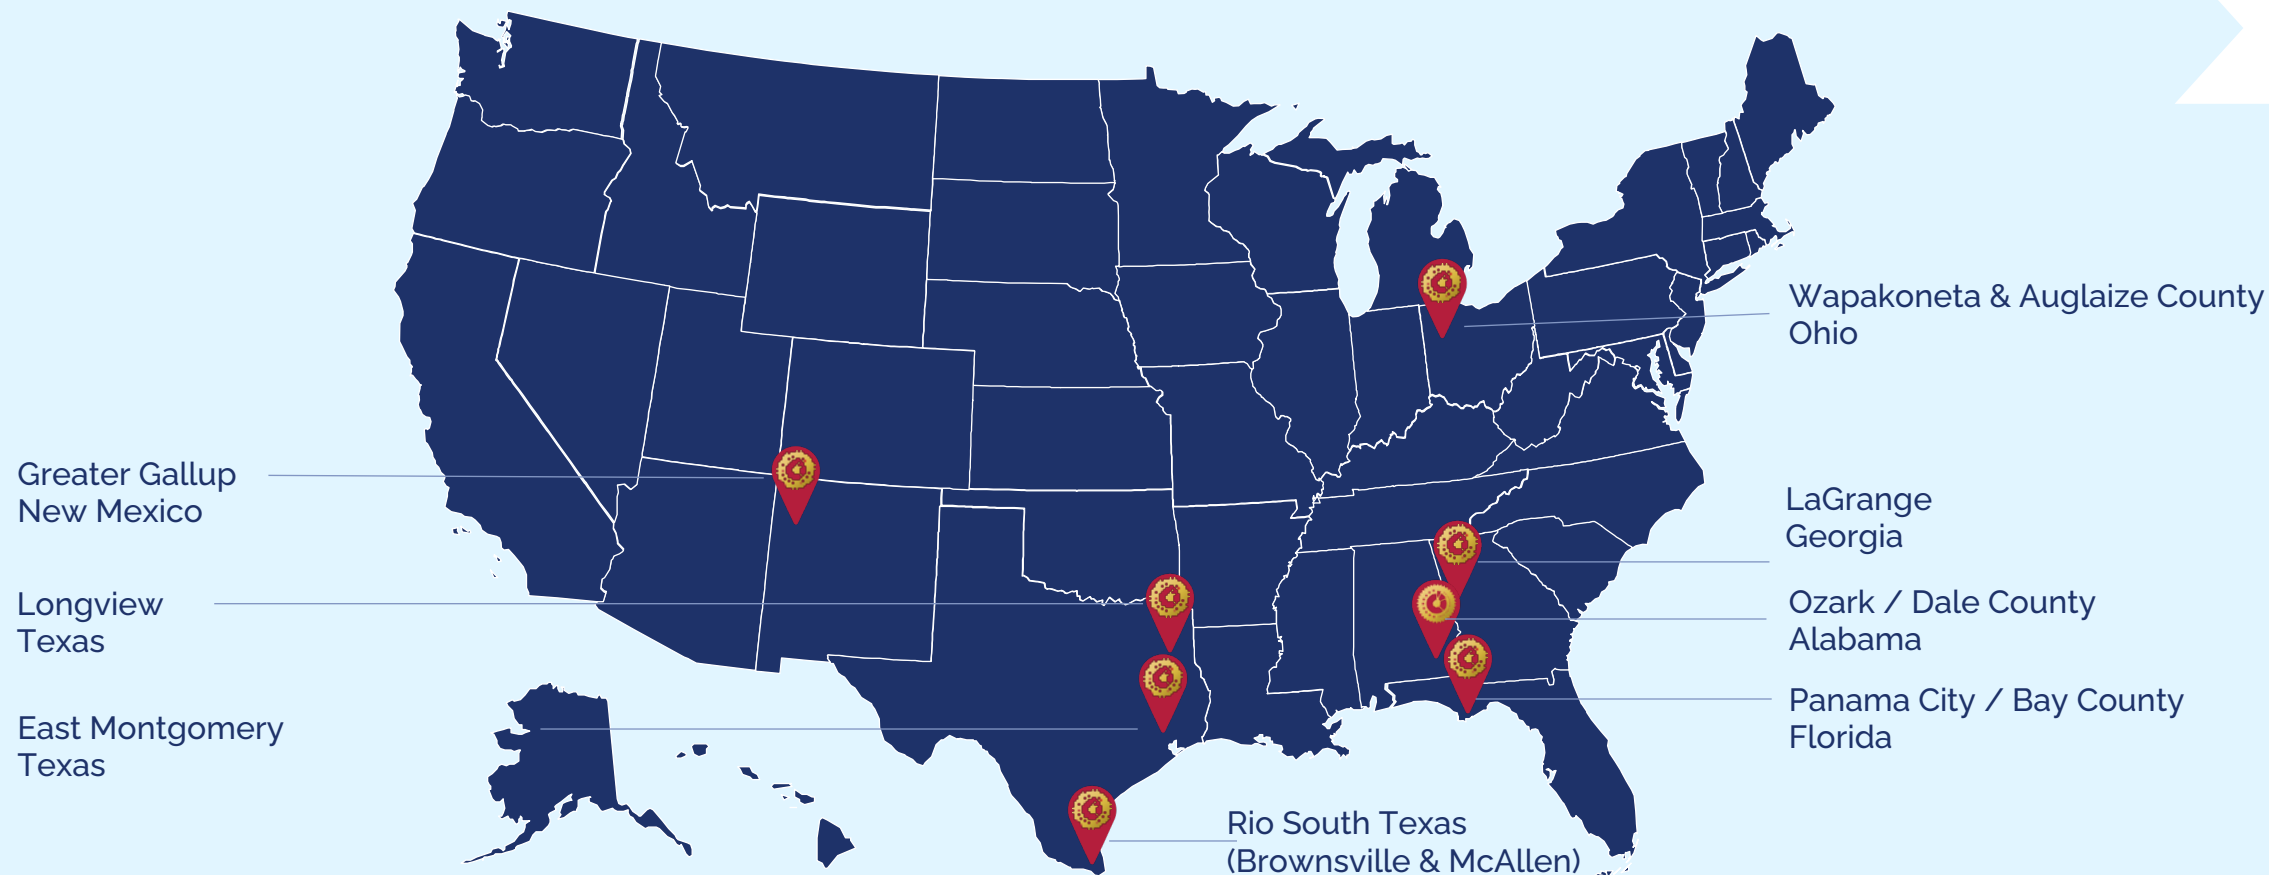 Wapakoneta & Auglaize County
Ohio
Greater Gallup
New Mexico
LaGrange
Georgia
Longview
Texas
Ozark / Dale County
Alabama
Panama City / Bay County
Florida
East Montgomery
Texas
Rio South Texas
(Brownsville & McAllen)